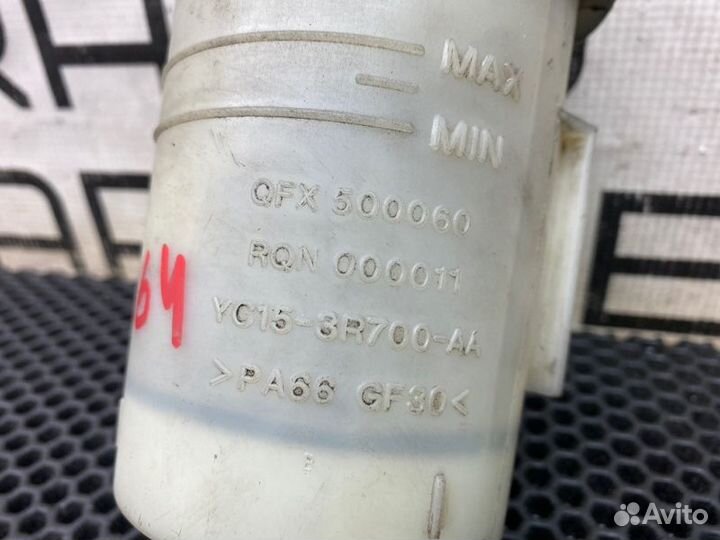 MAX
MIN
QFX 500060
RQN 000011
YC15-3R700-AA
>PA66 GF30<
64
Avito